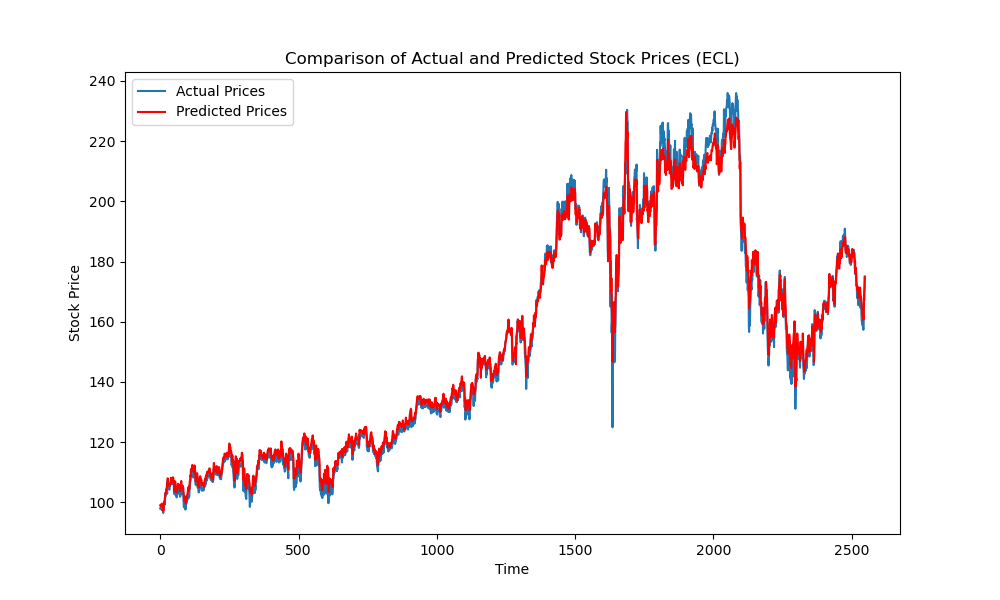 Comparison of Actual and Predicted Stock Prices (ECL)
Actual Prices
Predicted Prices
Stock Price
240
220
200
180
160
140
120
100
0 500 1000 1500 2000 2500
Time